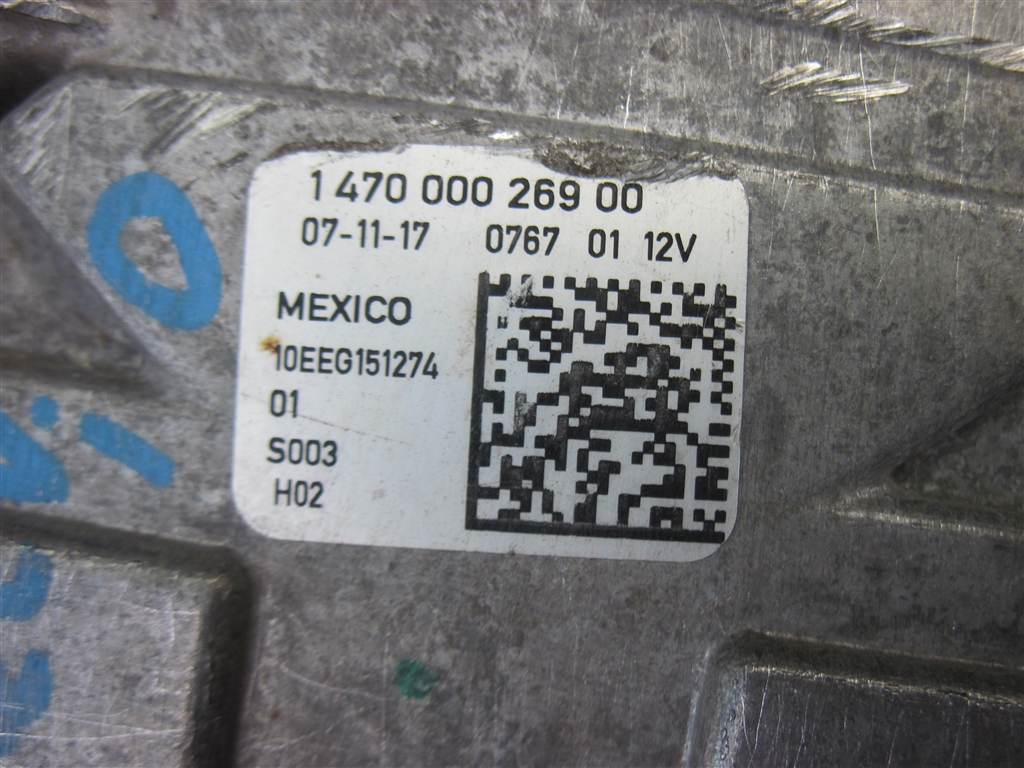 1 470 000 269 00
07-11-17 0767 01 12V
MEXICO
10EEG151274
01
S003
H02